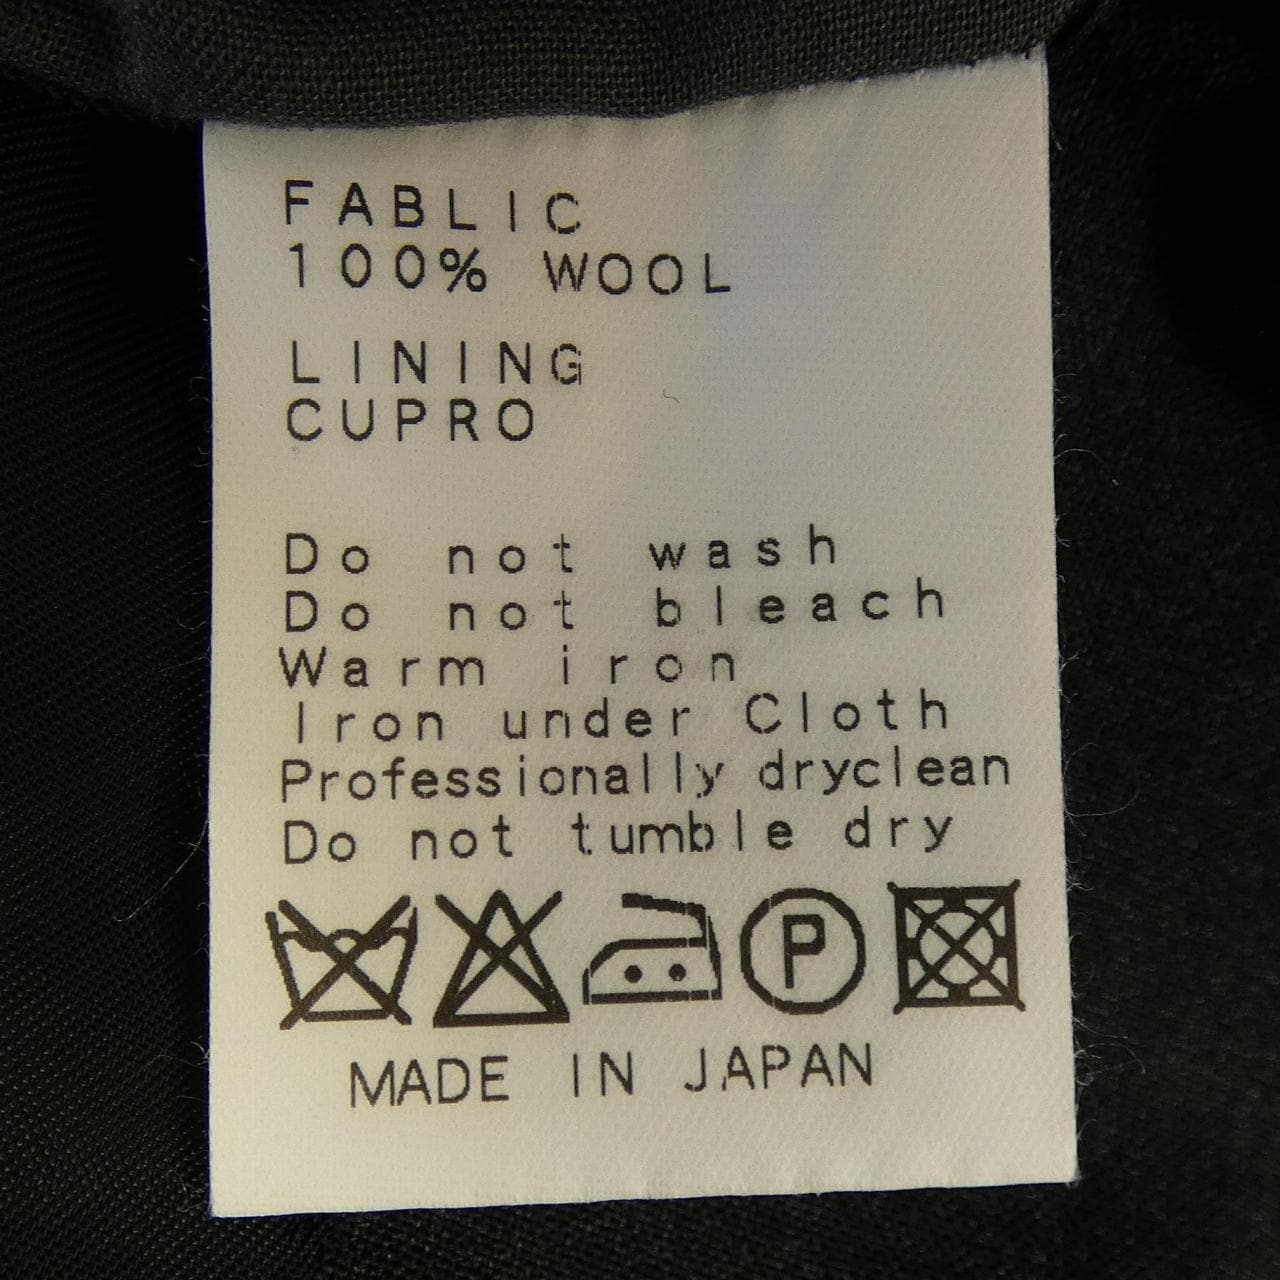 FABLIC
100% WOOL
LINING
CUPRO
Do not wash
Do not bleach
Warm iron
Iron under Cloth
Professionally dryclean
Do not tumble dry
P
MADE IN JAPAN